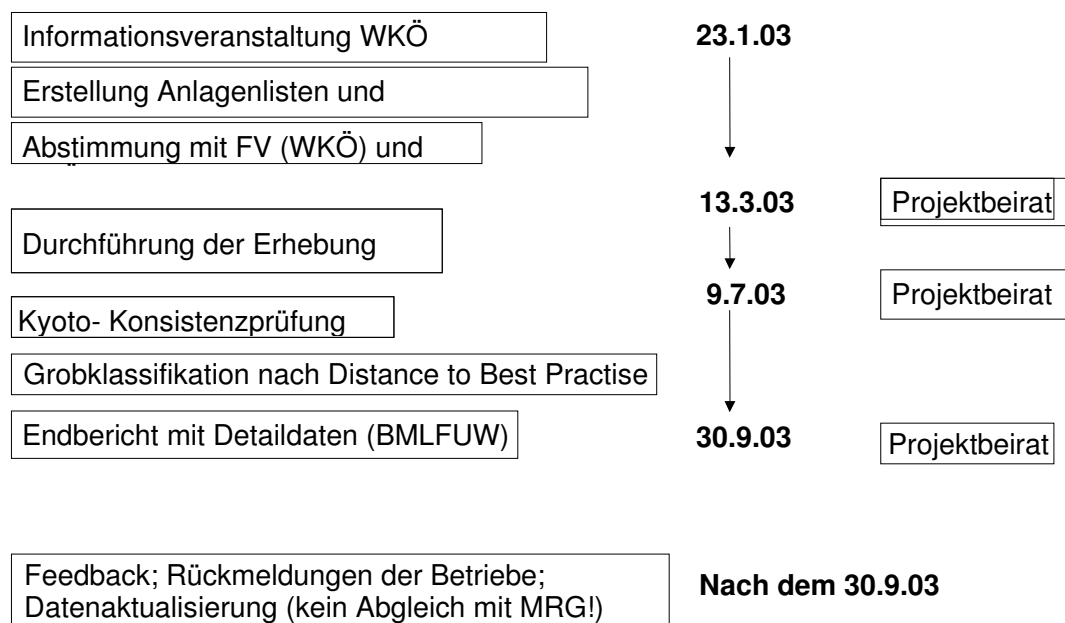 Informationsveranstaltung WKÖ 23.1.03
Erstellung Anlagenlisten und
Abstimmung mit FV (WKÖ) und
13.3.03 Projektbeirat
Durchführung der Erhebung
9.7.03 Projektbeirat
Kyoto- Konsistenzprüfung
Grobklassifikation nach Distance to Best Practise
Endbericht mit Detaildaten (BMLFUW) 30.9.03 Projektbeirat
Feedback; Rückmeldungen der Betriebe; Nach dem 30.9.03
Datenaktualisierung (kein Abgleich mit MRG!)